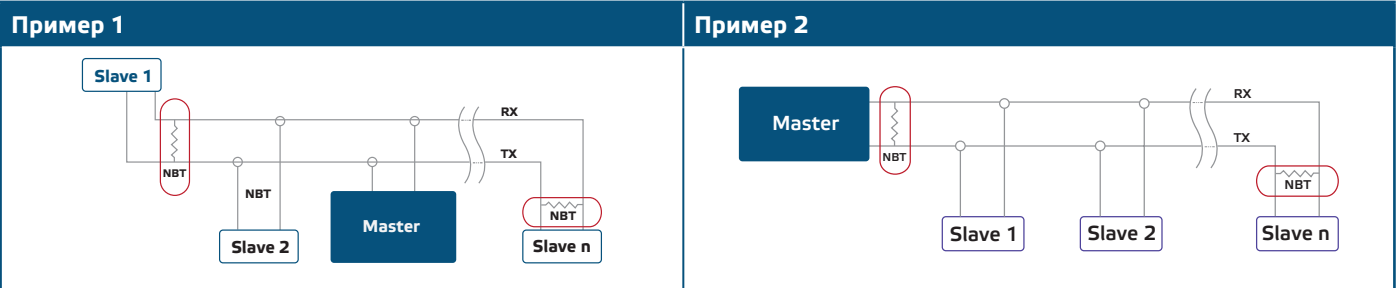 Пример 1
Slave 1
RX
TX
NBT
NBT
Master
NBT
Slave 2
Slave n
Пример 2
Master
RX
TX
NBT
NBT
Slave 1
Slave 2
Slave n